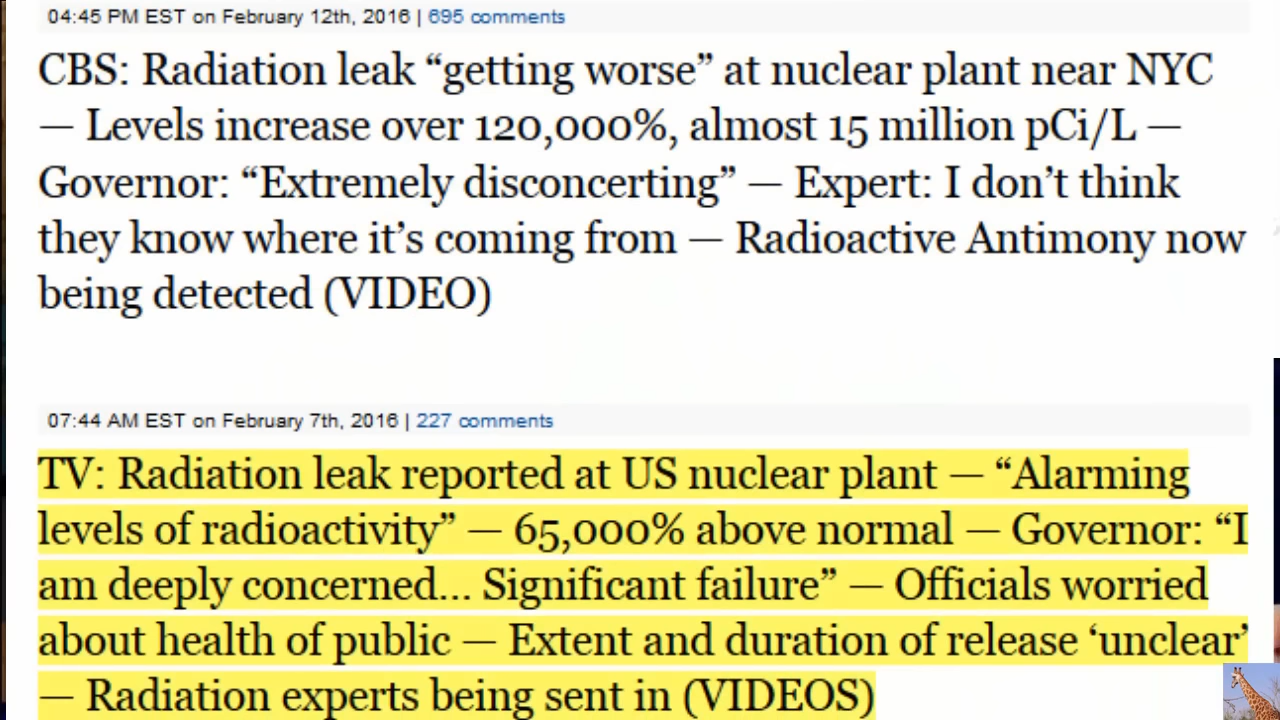 04:45 PM EST on February 12th, 2016 | 695 comments
CBS: Radiation leak “getting worse” at nuclear plant near NYC
— Levels increase over 120,000%, almost 15 million pCi/L —
Governor: “Extremely disconcerting” — Expert: I don’t think
they know where it’s coming from — Radioactive Antimony now
being detected (VIDEO)
07:44 AM EST on February 7th, 2016 | 227 comments
TV: Radiation leak reported at US nuclear plant — “Alarming
levels of radioactivity” — 65,000% above normal — Governor: “I
am deeply concerned... Significant failure” — Officials worried
about health of public — Extent and duration of release ‘unclear’
— Radiation experts being sent in (VIDEOS)